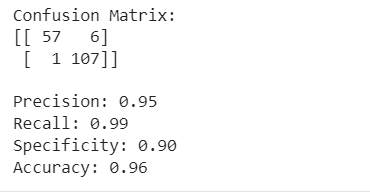 Confusion Matrix:
[[ 57   6]
 [  1 107]]
Precision: 0.95
Recall: 0.99
Specificity: 0.90
Accuracy: 0.96